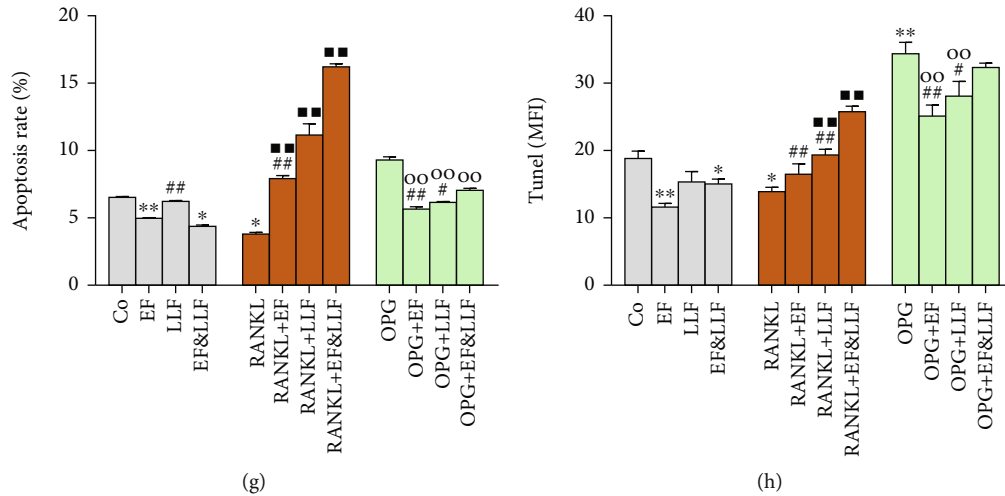 20
15
10
5
0
Apoptosis rate (%)
**
##
*
*
■■
##
■■
■■
OO
##
OO
#
OO
Co
EF
LLF
EF&LLF
RANKL
RANKL+EF
RANKL+LLF
RANKL+EF&LLF
OPG
OPG+EF
OPG+LLF
OPG+EF&LLF
(g)
40
30
20
10
0
Tunel (MFI)
**
*
*
##
■■
##
■■
**
OO
##
OO
#
Co
EF
LLF
EF&LLF
RANKL
RANKL+EF
RANKL+LLF
RANKL+EF&LLF
OPG
OPG+EF
OPG+LLF
OPG+EF&LLF
(h)